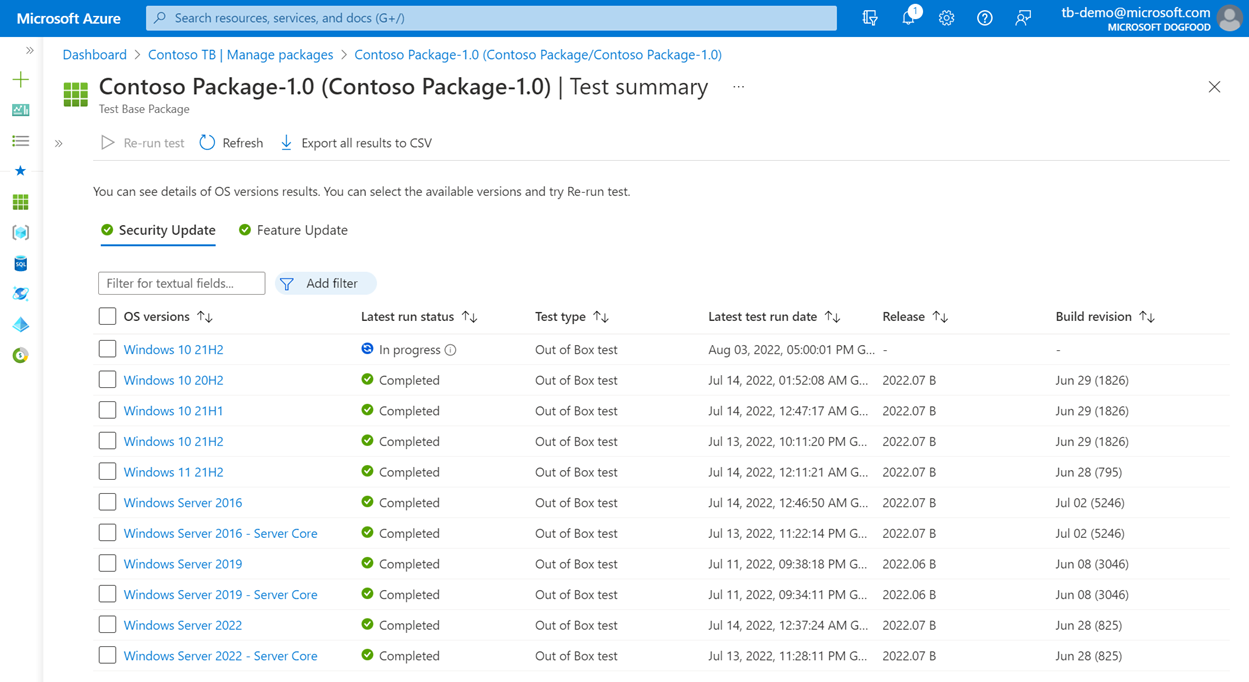 Microsoft Azure Search resources, services, and docs (G+/) 1 tb-demo@microsoft.com
MICROSOFT DOGFOOD
Dashboard > Contoso TB | Manage packages > Contoso Package-1.0 (Contoso Package/Contoso Package-1.0)
Contoso Package-1.0 (Contoso Package-1.0) | Test summary ...
Test Base Package
Re-run test Refresh Export all results to CSV
You can see details of OS versions results. You can select the available versions and try Re-run test.
Security Update Feature Update
Filter for textual fields... Add filter
OS versions Latest run status Test type Latest test run date Release Build revision
Windows 10 21H2 In progress Out of Box test Aug 03, 2022, 05:00:01 PM G... - -
Windows 10 20H2 Completed Out of Box test Jul 14, 2022, 01:52:08 AM G... 2022.07 B Jun 29 (1826)
Windows 10 21H1 Completed Out of Box test Jul 14, 2022, 12:47:17 AM G... 2022.07 B Jun 29 (1826)
Windows 10 21H2 Completed Out of Box test Jul 13, 2022, 10:11:20 PM G... 2022.07 B Jun 29 (1826)
Windows 11 21H2 Completed Out of Box test Jul 14, 2022, 12:11:21 AM G... 2022.07 B Jun 28 (795)
Windows Server 2016 Completed Out of Box test Jul 14, 2022, 12:46:50 AM G... 2022.07 B Jul 02 (5246)
Windows Server 2016 - Server Core Completed Out of Box test Jul 13, 2022, 11:22:14 PM G... 2022.07 B Jul 02 (5246)
Windows Server 2019 Completed Out of Box test Jul 11, 2022, 09:38:18 PM G... 2022.06 B Jun 08 (3046)
Windows Server 2019 - Server Core Completed Out of Box test Jul 11, 2022, 09:34:11 PM G... 2022.06 B Jun 08 (3046)
Windows Server 2022 Completed Out of Box test Jul 14, 2022, 12:37:24 AM G... 2022.07 B Jun 28 (825)
Windows Server 2022 - Server Core Completed Out of Box test Jul 13, 2022, 11:28:11 PM G... 2022.07 B Jun 28 (825)
SQL